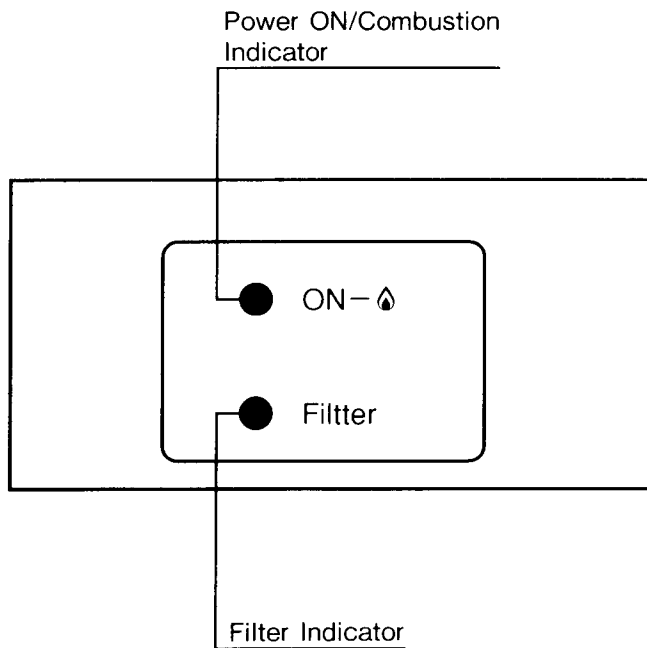 Power ON/Combustion
Indicator
ON–
Filtter
Filter Indicator